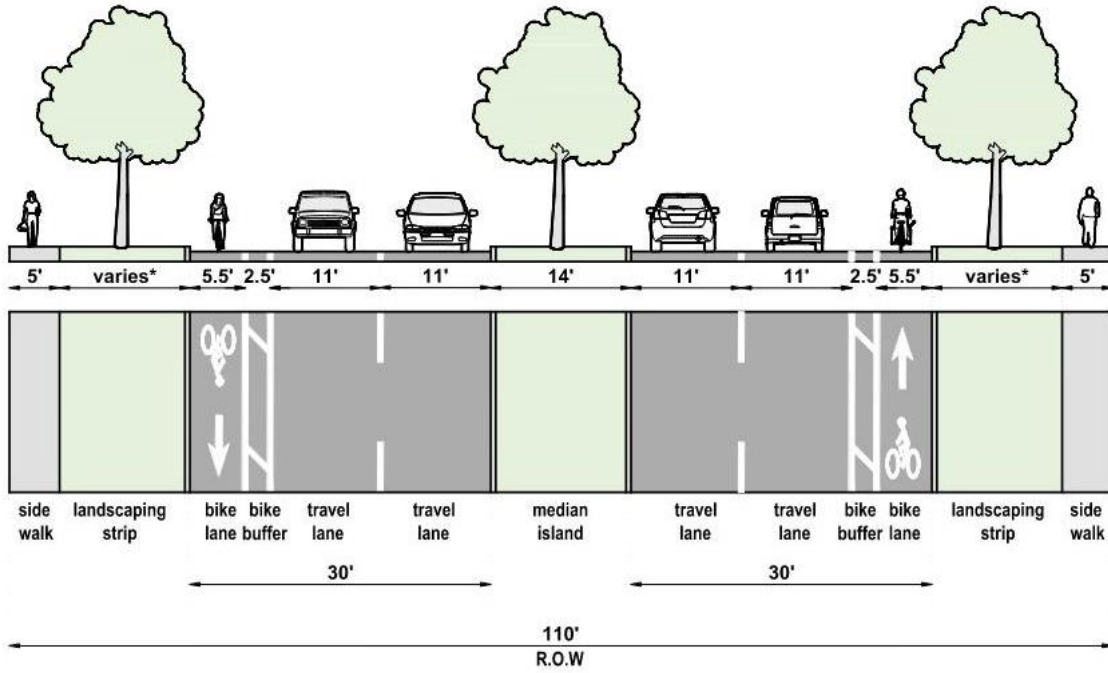 5' varies* 5.5' 2.5' 11' 11' 14' 11' 11' 2.5' 5.5' varies* 5'
side walk
landscaping strip
bike lane
bike buffer
travel lane
travel lane
median island
travel lane
travel lane
bike buffer
bike lane
landscaping strip
side walk
30' 30'
110'
R.O.W